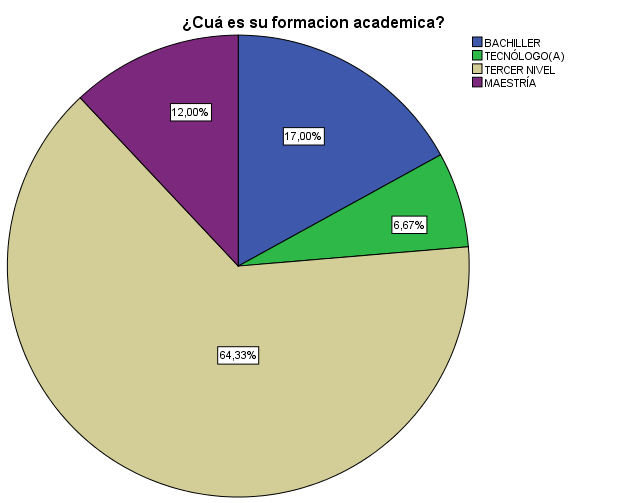 ¿Cuá es su formacion academica?
BACHILLER
TECNÓLOGO(A)
TERCER NIVEL
MAESTRÍA
12,00%
17,00%
6,67%
64,33%